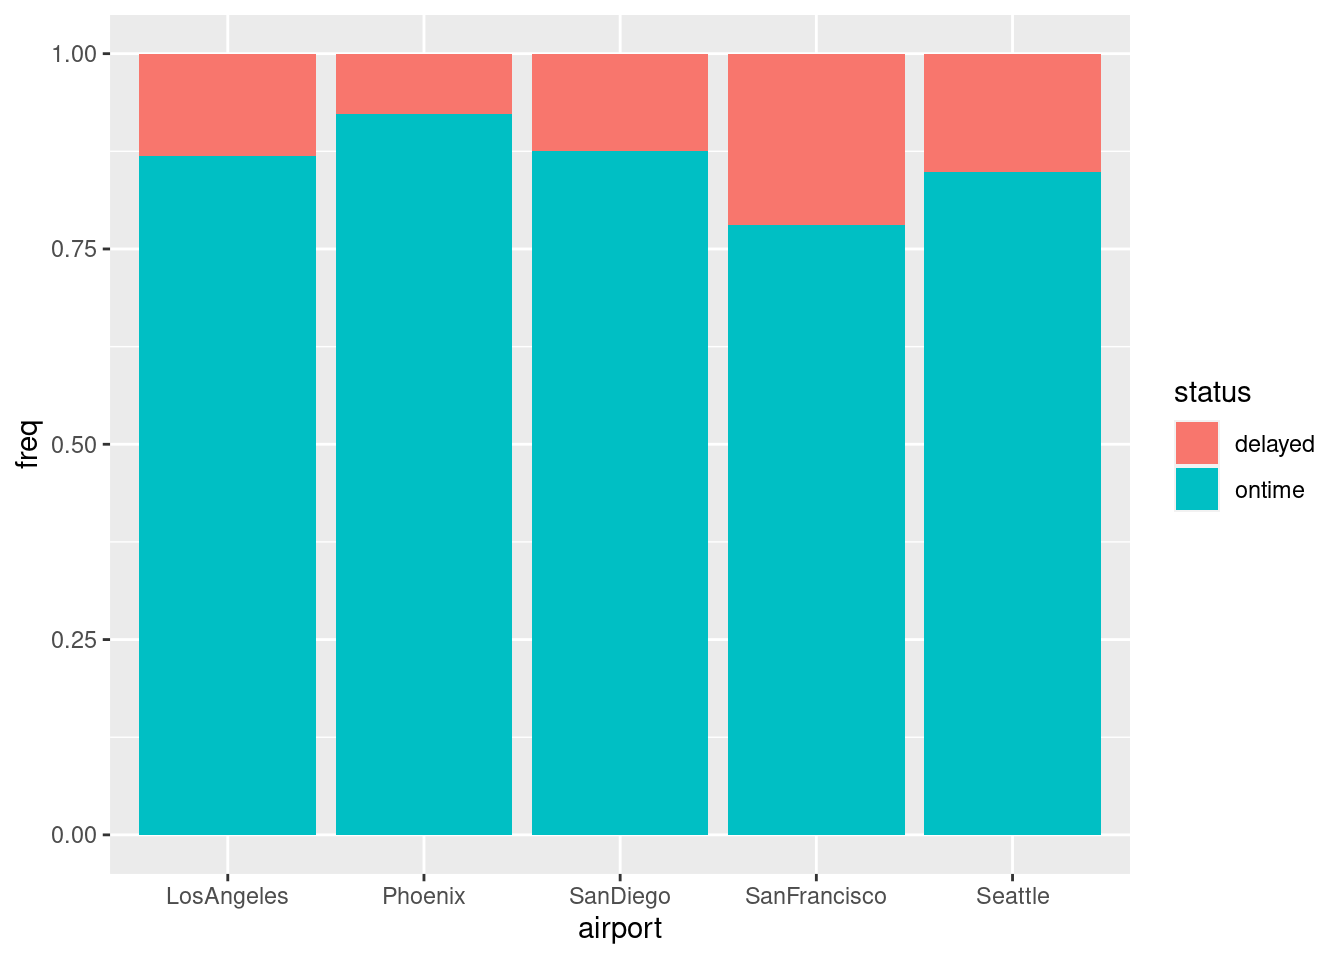 1.00
0.75
0.50
0.25
0.00
freq
LosAngeles Phoenix SanDiego SanFrancisco Seattle
airport
status
delayed
ontime